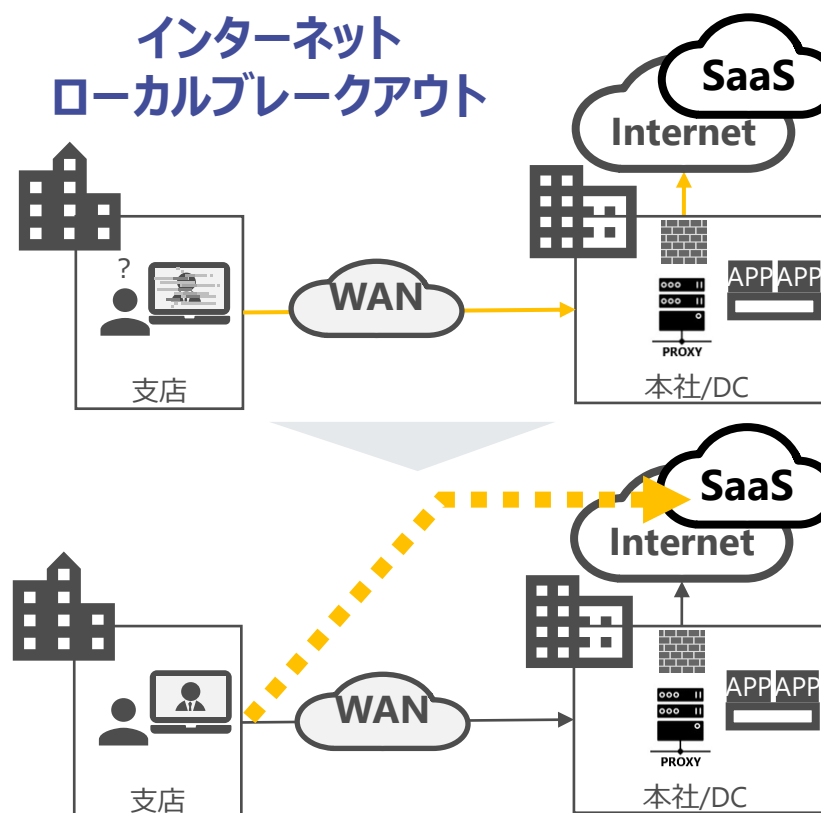 インターネット
ローカルブレークアウト
SaaS
Internet
?
WAN
APP APP
PROXY
支店
本社/DC
SaaS
Internet
WAN
APP APP
PROXY
支店
本社/DC